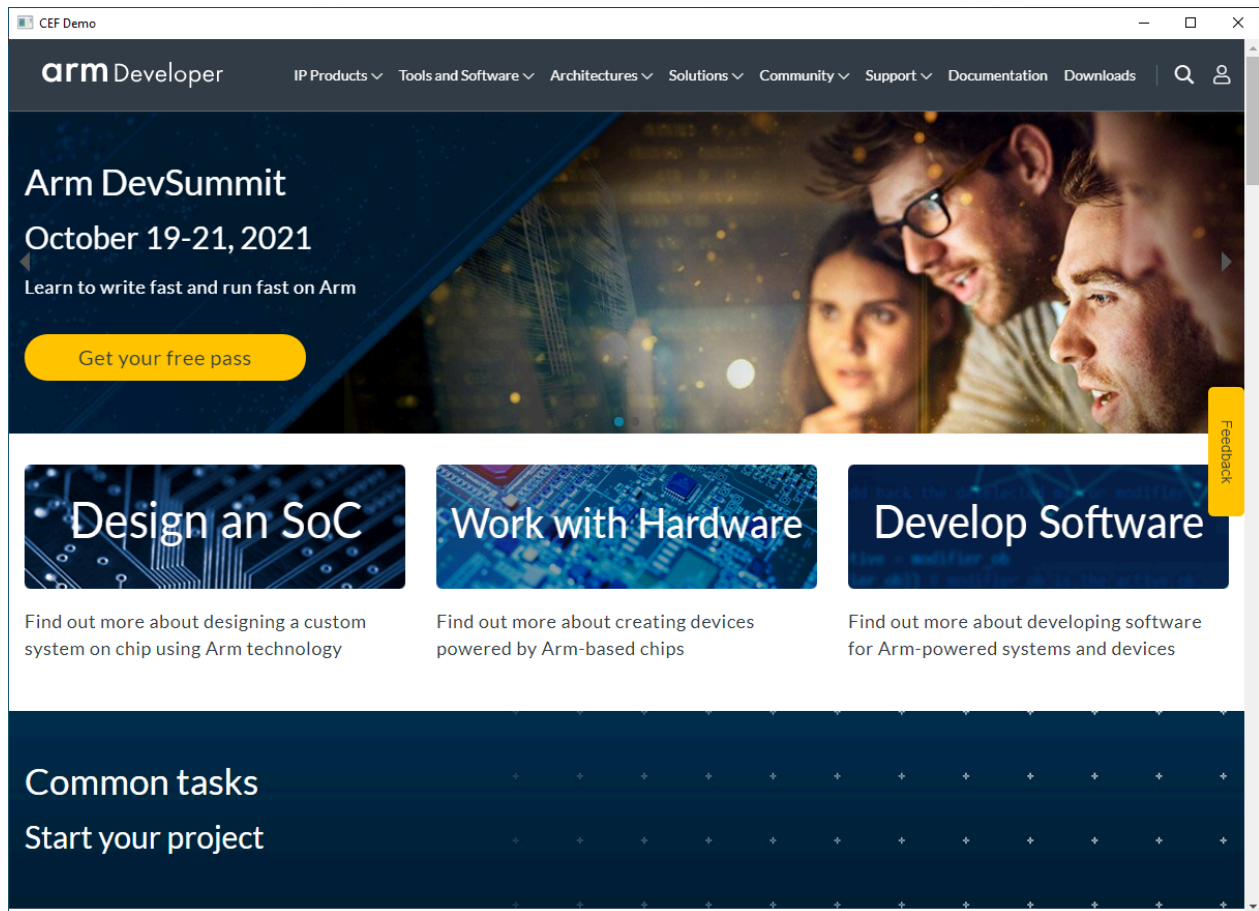 CEF Demo
arm Developer
IP Products
Tools and Software
Architectures
Solutions
Community
Support
Documentation
Downloads
Arm DevSummit
October 19-21, 2021
Learn to write fast and run fast on Arm
Get your free pass
Feedback
Design an SoC
Work with Hardware
Develop Software
Find out more about designing a custom
system on chip using Arm technology
Find out more about creating devices
powered by Arm-based chips
Find out more about developing software
for Arm-powered systems and devices
Common tasks
Start your project